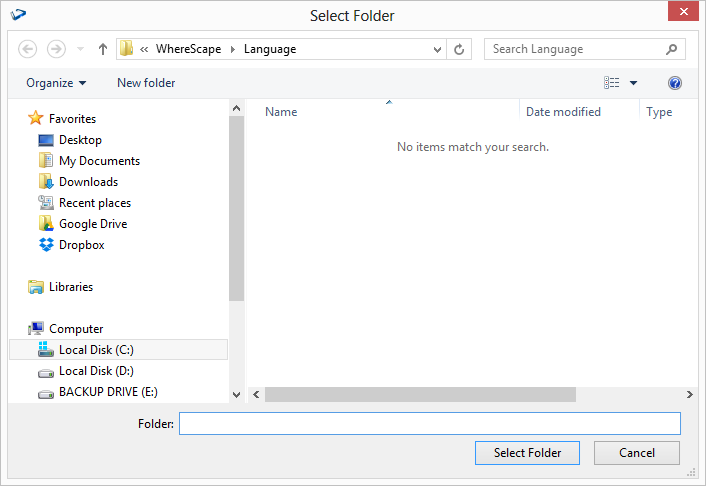 Select Folder
« WhereScape Language
Search Language
Organize New folder
Name Date modified Type
No items match your search.
Favorites
Desktop
My Documents
Downloads
Recent places
Google Drive
Dropbox
Libraries
Computer
Local Disk (C:)
Local Disk (D:)
BACKUP DRIVE (E:)
Folder:
Select Folder Cancel